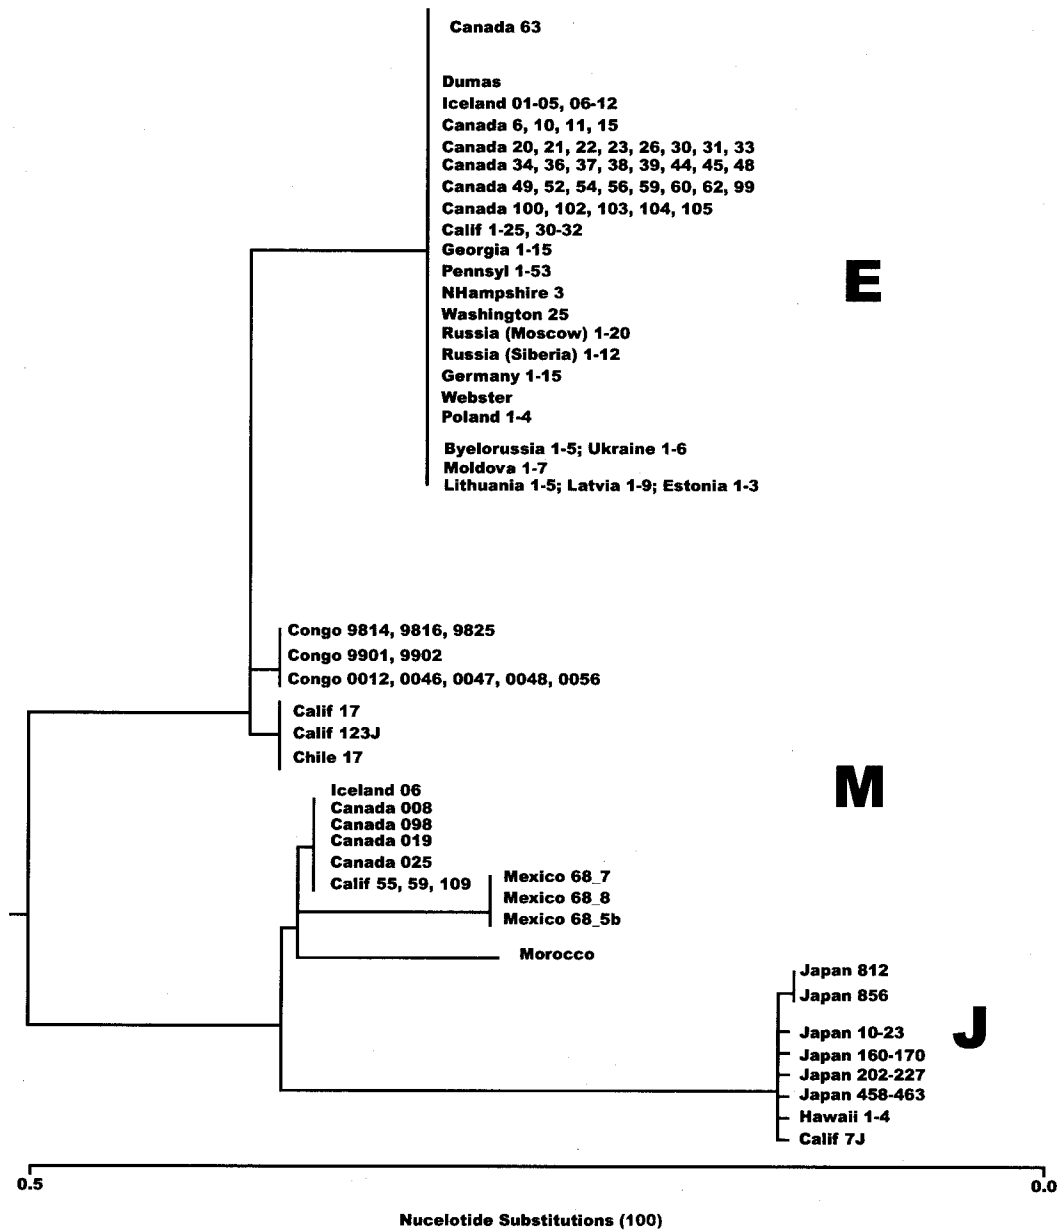 Canada 63
Dumas
Iceland 01-05, 06-12
Canada 6, 10, 11, 15
Canada 20, 21, 22, 23, 26, 30, 31, 33
Canada 34, 36, 37, 38, 39, 44, 45, 48
Canada 49, 52, 54, 56, 59, 60, 62, 99
Canada 100, 102, 103, 104, 105
Calif 1-25, 30-32
Georgia 1-15
E
Pennsyl 1-53
NHampshire 3
Washington 25
Russia (Moscow) 1-20
Russia (Siberia) 1-12
Germany 1-15
Webster
Poland 1-4
Byelorussia 1-5; Ukraine 1-6
Moldova 1-7
Lithuania 1-5; Latvia 1-9; Estonia 1-3
Congo 9814, 9816, 9825
Congo 9901, 9902
Congo 0012, 0046, 0047, 0048, 0056
Calif 17
Calif 123J
Chile 17
M
Iceland 06
Canada 008
Canada 098
Canada 019
Canada 025
Calif 55, 59, 109
Mexico 68_7
Mexico 68_8
Mexico 68_5b
Morocco
Japan 812
Japan 856
J
Japan 10-23
Japan 160-170
Japan 202-227
Japan 458-463
Hawaii 1-4
Calif 7J
0.5
0.0
Nucelotide Substitutions (100)